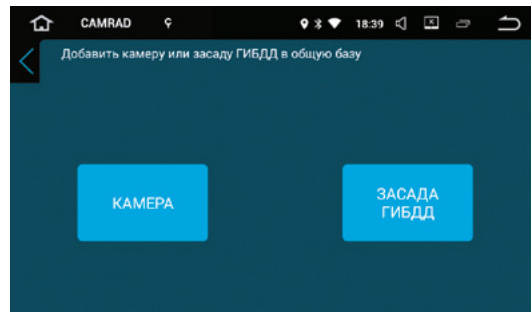 CAMRAD 18:39
Добавить камеру или засаду ГИБДД в общую базу
КАМЕРА
ЗАСАДА
ГИБДД